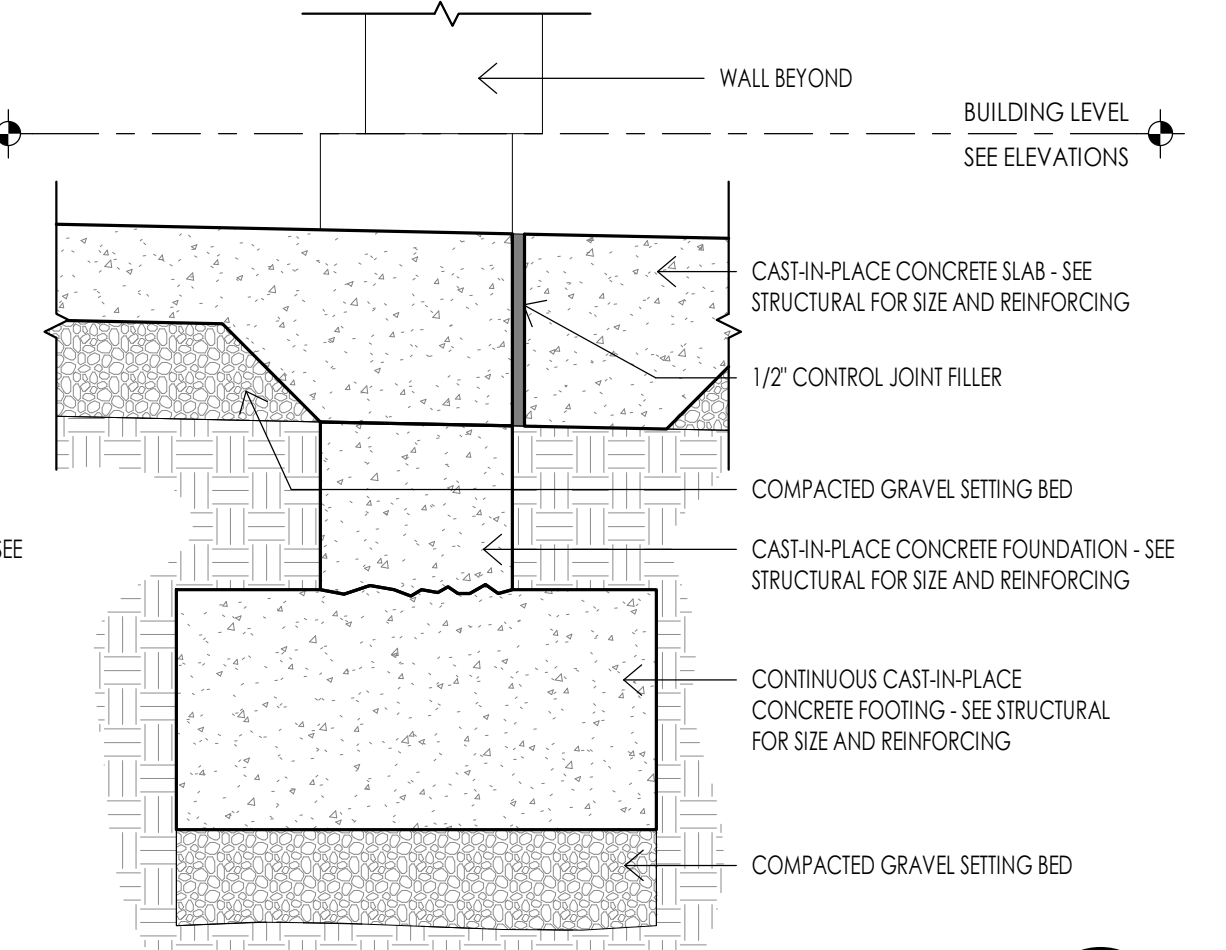 WALL BEYOND
BUILDING LEVEL
SEE ELEVATIONS
CAST-IN-PLACE CONCRETE SLAB - SEE
STRUCTURAL FOR SIZE AND REINFORCING
1/2" CONTROL JOINT FILLER
COMPACTED GRAVEL SETTING BED
SEE
CAST-IN-PLACE CONCRETE FOUNDATION - SEE
STRUCTURAL FOR SIZE AND REINFORCING
CONTINUOUS CAST-IN-PLACE
CONCRETE FOOTING - SEE STRUCTURAL
FOR SIZE AND REINFORCING
COMPACTED GRAVEL SETTING BED